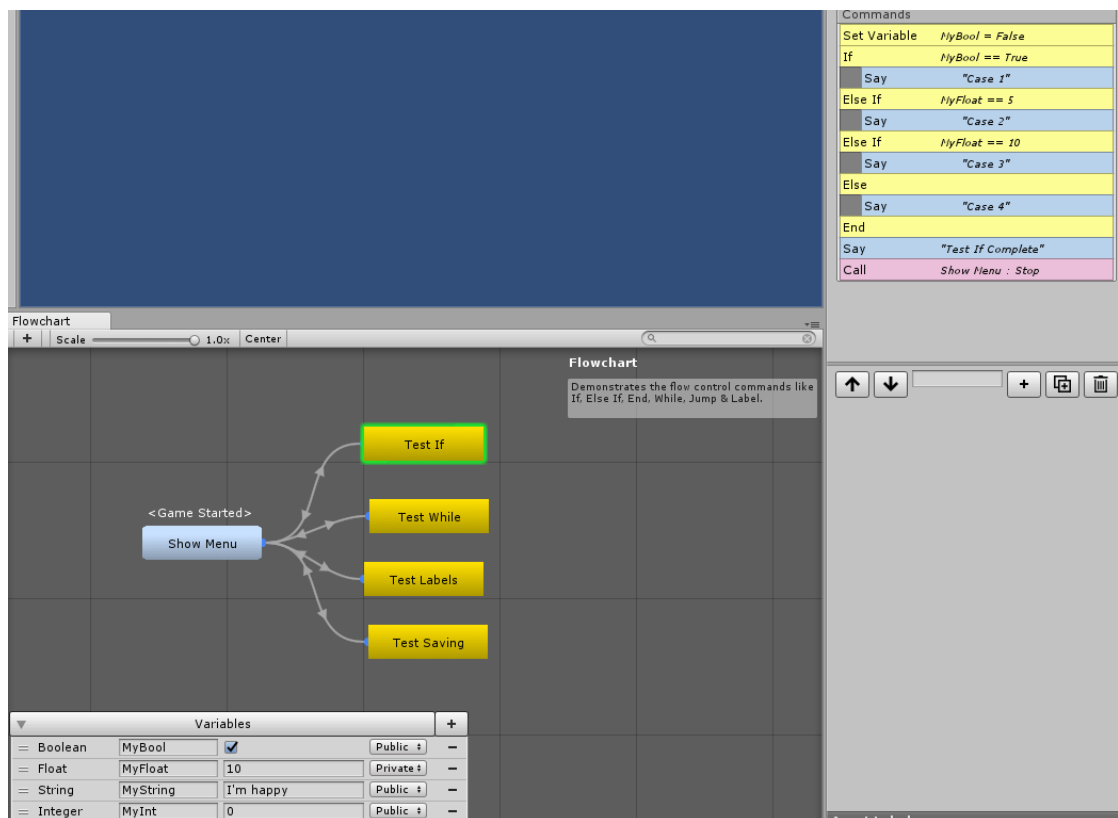 Commands
Set Variable MyBool = False
If MyBool == True
Say "Case 1"
Else If MyFloat == 5
Say "Case 2"
Else If MyFloat == 10
Say "Case 3"
Else
Say "Case 4"
End
Say "Test If Complete"
Call Show Menu : Stop
Flowchart
+ Scale 1.0x Center
Flowchart
Demonstrates the flow control commands like
If, Else If, End, While, Jump & Label.
Test If
<Game Started>
Show Menu
Test While
Test Labels
Test Saving
Variables +
= Boolean MyBool Public −
= Float MyFloat 10 Private −
= String MyString I'm happy Public −
= Integer MyInt 0 Public −